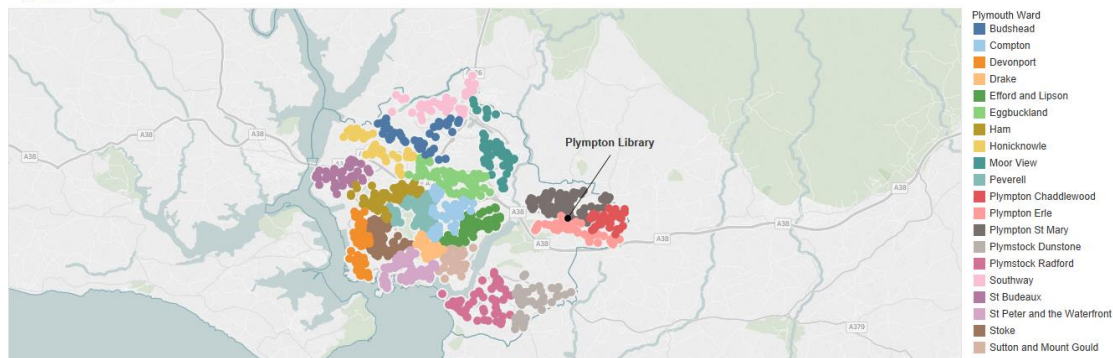 Plymouth Ward
Budshead
Compton
Devonport
Drake
Efford and Lipson
Eggbuckland
Ham
Honicknowle
Moor View
Peverell
Plympton Chaddlewood
Plympton Erle
Plympton St Mary
Plymstock Dunstone
Plymstock Radford
Southway
St Budeaux
St Peter and the Waterfront
Stoke
Sutton and Mount Gould
Plympton Library
A38
A38
A38
A38
A38
A38
A379